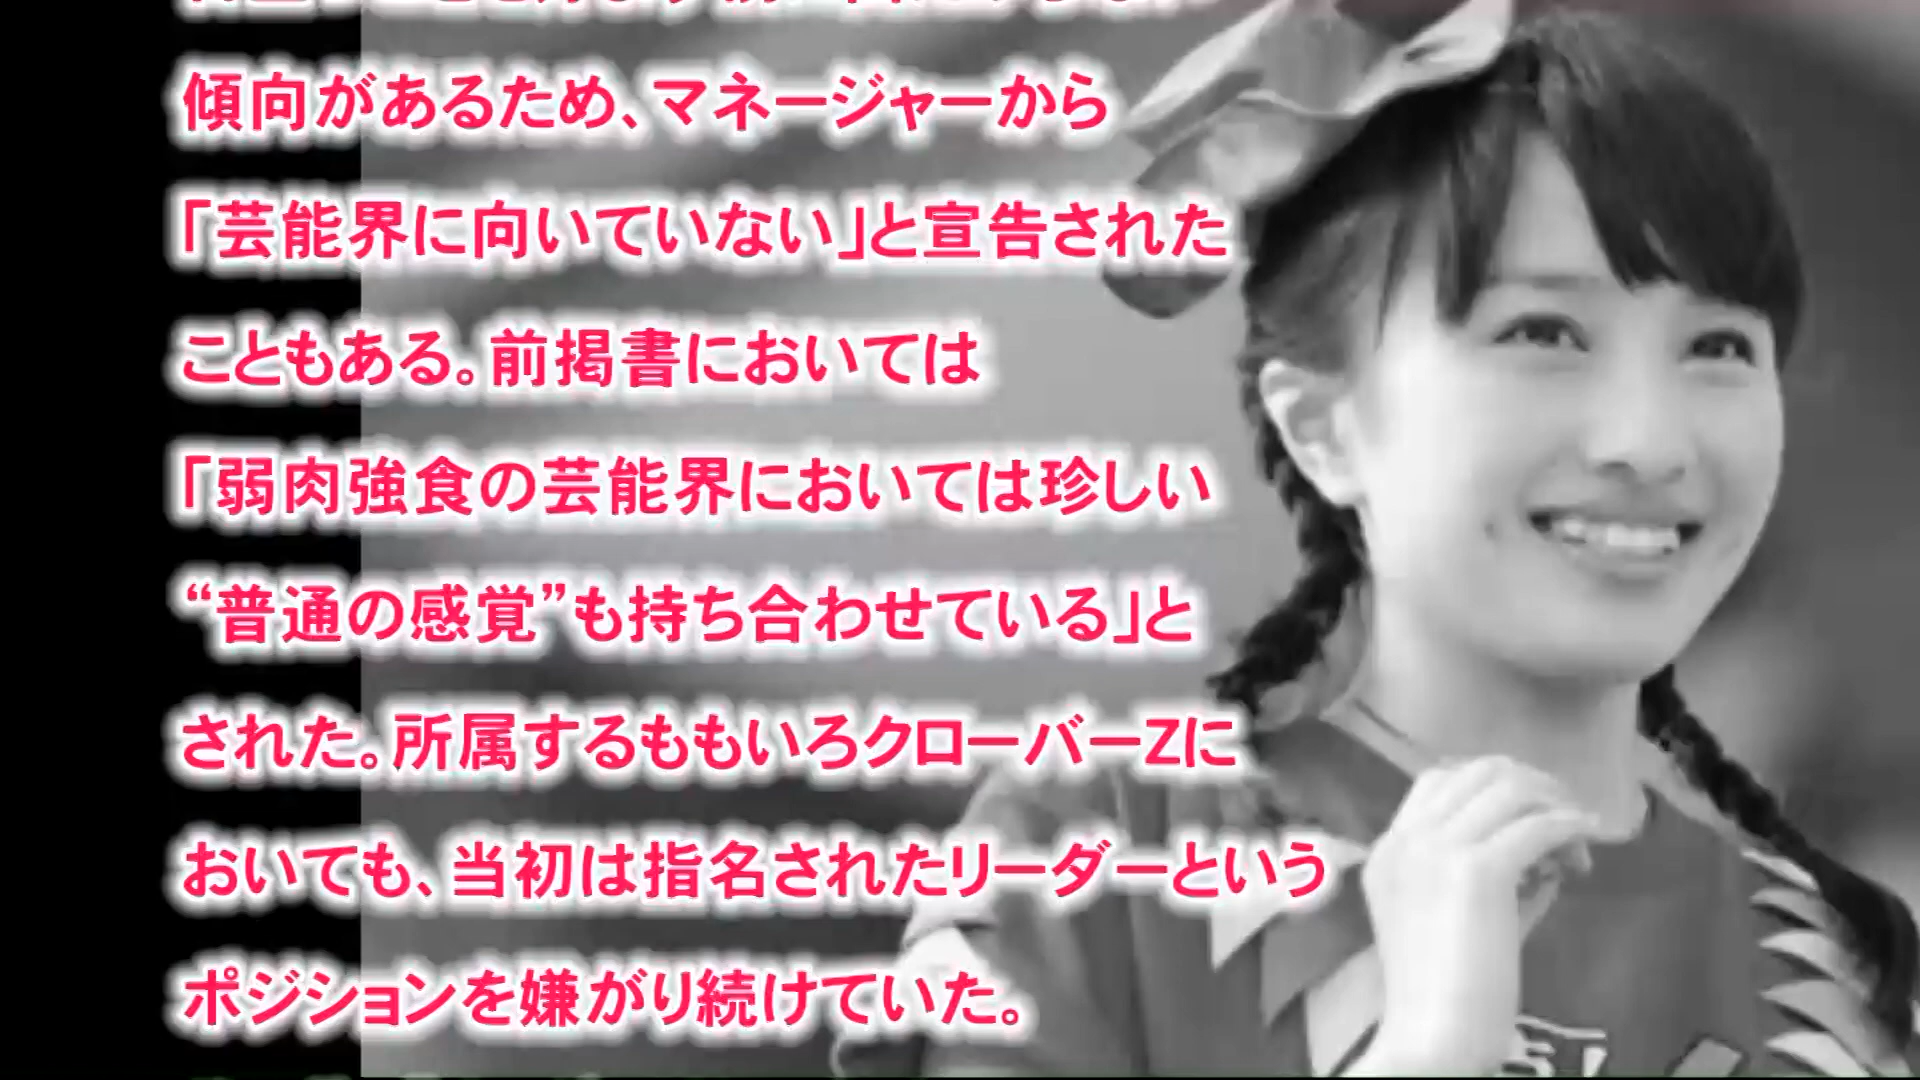 傾向があるため、マネージャーから
「芸能界に向いていない」と宣告された
こともある。前掲書においては
「弱肉強食の芸能界においては珍しい
“普通の感覚”も持ち合わせている」と
された。所属するももいろクローバーZに
おいても、当初は指名されたリーダーという
ポジションを嫌がり続けていた。